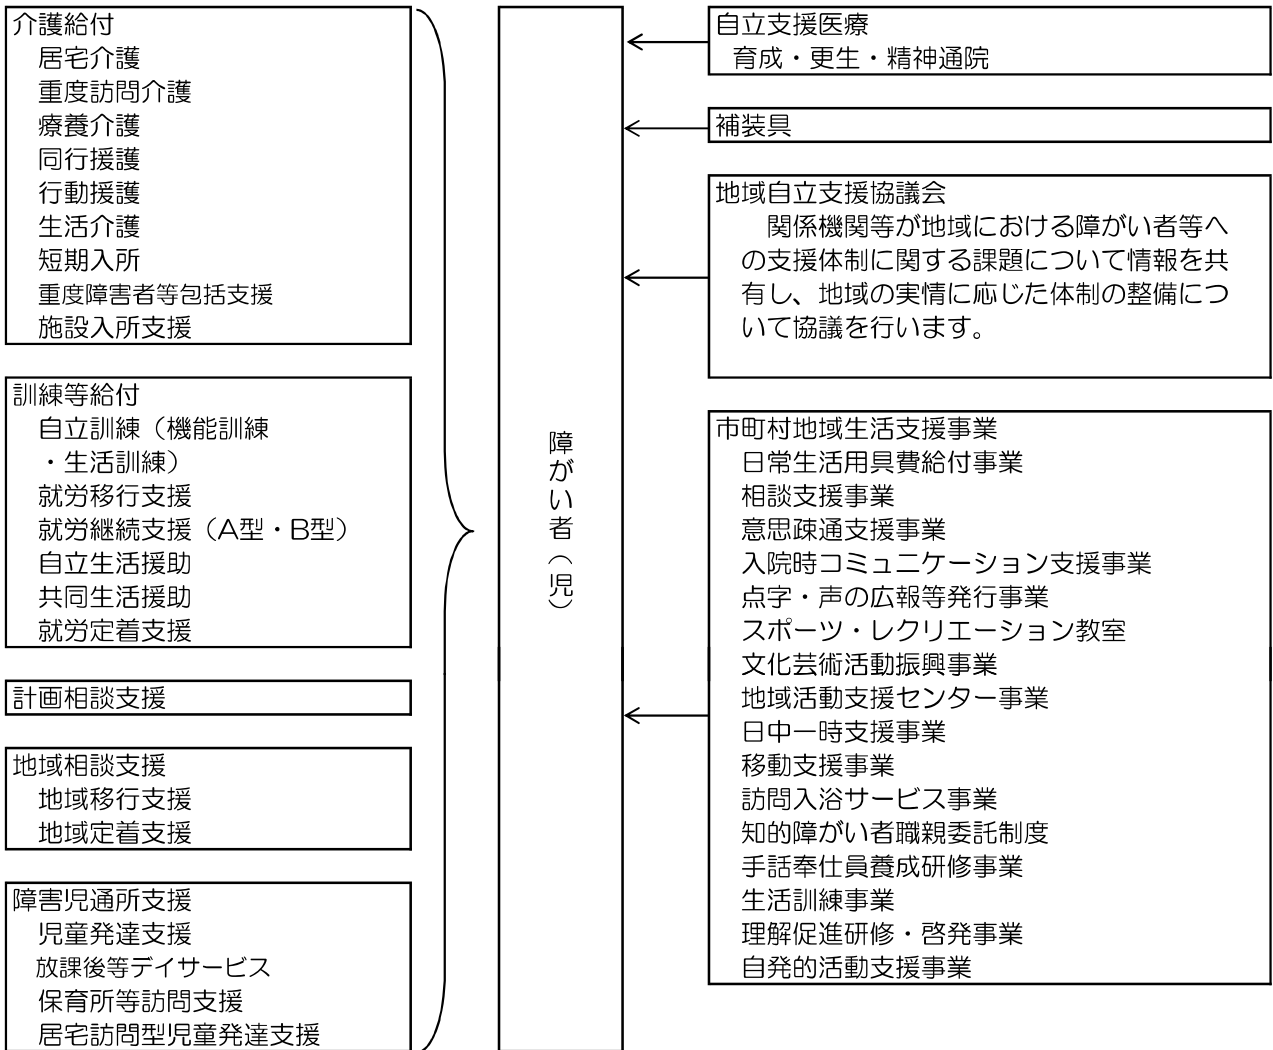 介護給付
居宅介護
重度訪問介護
療養介護
同行援護
行動援護
生活介護
短期入所
重度障害者等包括支援
施設入所支援
訓練等給付
自立訓練（機能訓練
・生活訓練）
就労移行支援
就労継続支援（A型・B型）
自立生活援助
共同生活援助
就労定着支援
計画相談支援
地域相談支援
地域移行支援
地域定着支援
障害児通所支援
児童発達支援
放課後等デイサービス
保育所等訪問支援
居宅訪問型児童発達支援
障がい者（児）
自立支援医療
育成・更生・精神通院
補装具
地域自立支援協議会
関係機関等が地域における障がい者等へ
の支援体制に関する課題について情報を共
有し、地域の実情に応じた体制の整備につ
いて協議を行います。
市町村地域生活支援事業
日常生活用具費給付事業
相談支援事業
意思疎通支援事業
入院時コミュニケーション支援事業
点字・声の広報等発行事業
スポーツ・レクリエーション教室
文化芸術活動振興事業
地域活動支援センター事業
日中一時支援事業
移動支援事業
訪問入浴サービス事業
知的障がい者職親委託制度
手話奉仕員養成研修事業
生活訓練事業
理解促進研修・啓発事業
自発的活動支援事業